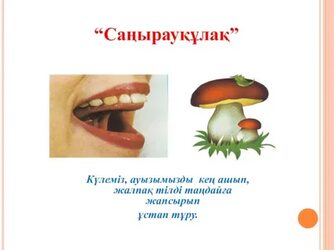 “Саңырауқұлақ”
Күлеміз, ауызымызды кең ашып,
жалпақ тілді таңдайға
жапсырып
ұстап тұру.